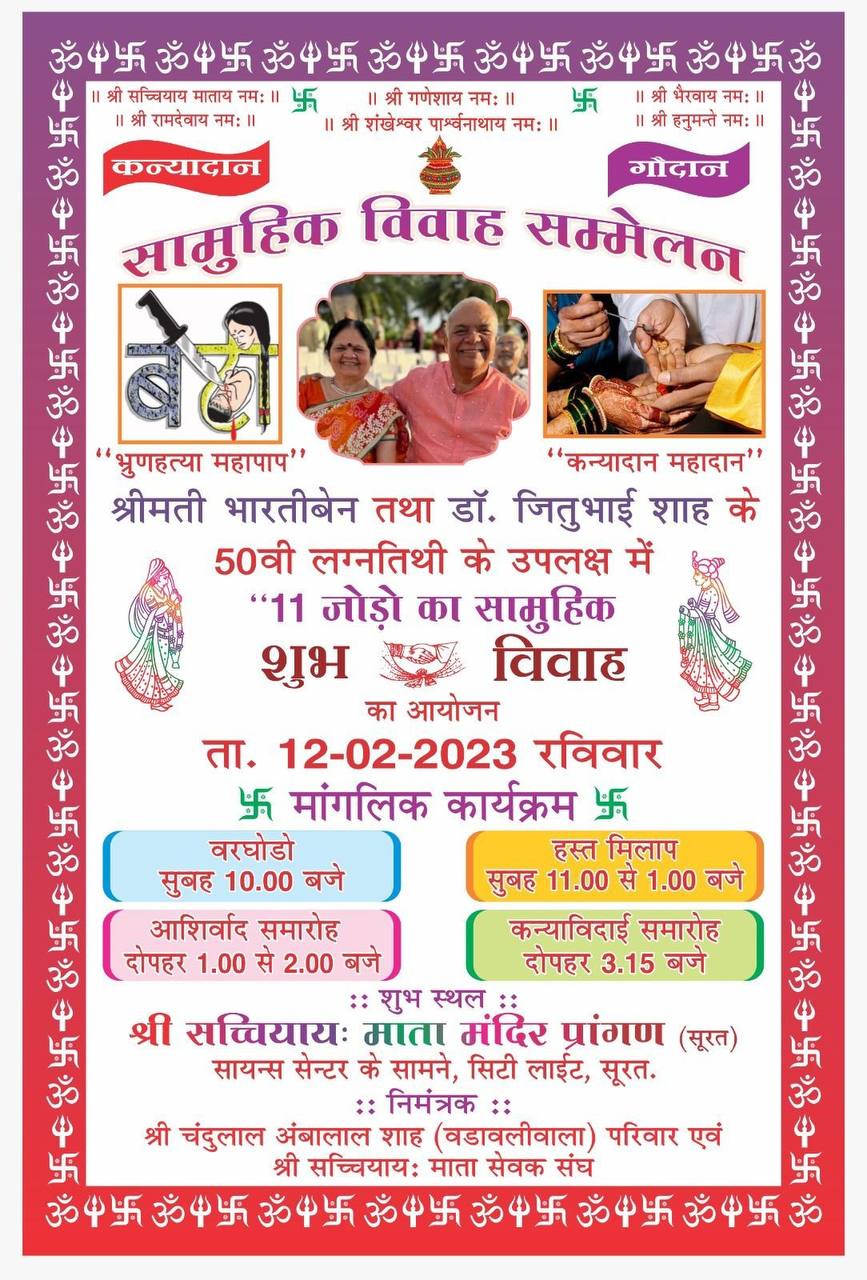 ॥ श्री सच्चियाय माताय नम: ॥
॥ श्री गणेशाय नम: ॥
॥ श्री भैरवाय नम: ॥
॥ श्री रामदेवाय नम: ॥
॥ श्री शंखेश्वर पार्श्वनाथाय नम: ॥
॥ श्री हनुमन्ते नम: ॥
कन्यादान
गौदान
सामुहिक विवाह सम्मेलन
बेटी
“भ्रुणहत्या महापाप”
“कन्यादान महादान”
श्रीमती भारतीबेन तथा डॉ. जितुभाई शाह के
50वी लग्नतिथी के उपलक्ष में
“11 जोड़ो का सामुहिक
शुभ विवाह
का आयोजन
ता. 12-02-2023 रविवार
卐 मांगलिक कार्यक्रम 卐
वरघोडो
सुबह 10.00 बजे
हस्त मिलाप
सुबह 11.00 से 1.00 बजे
आशिर्वाद समारोह
दोपहर 1.00 से 2.00 बजे
कन्याविदाई समारोह
दोपहर 3.15 बजे
:: शुभ स्थल ::
श्री सच्चियायः माता मंदिर प्रांगण (सूरत)
सायन्स सेन्टर के सामने, सिटी लाईट, सूरत.
:: निमंत्रक ::
श्री चंदुलाल अंबालाल शाह (वडावलीवाला) परिवार एवं
श्री सच्चियाय: माता सेवक संघ